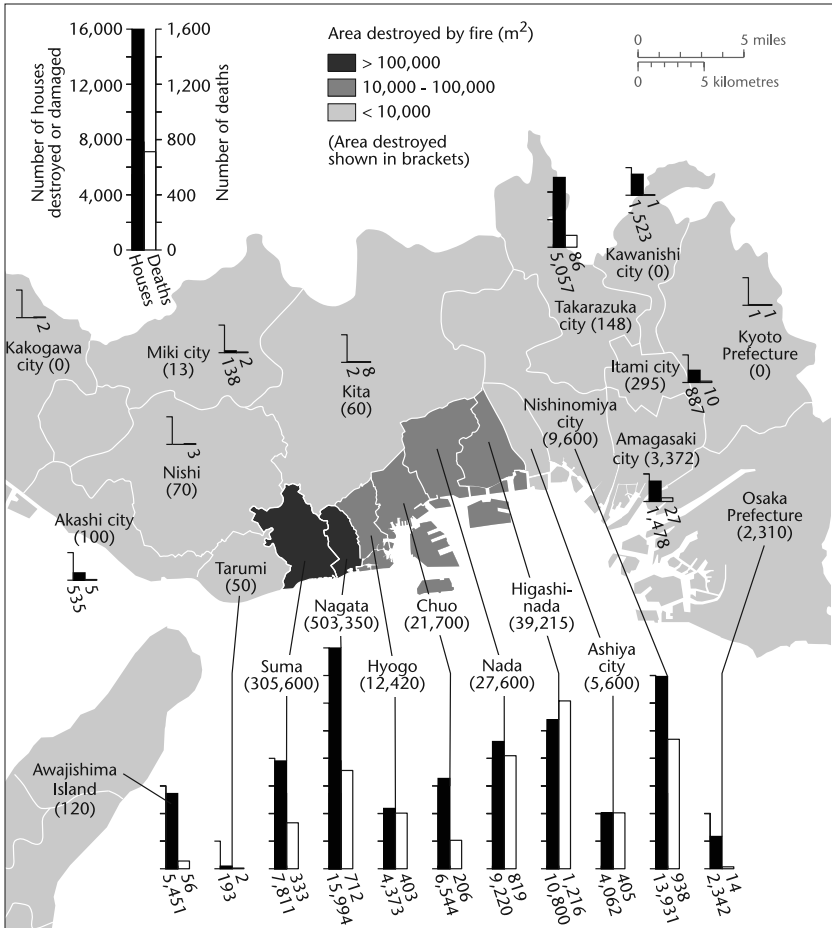 16,000
12,000
8,000
4,000
0
Number of houses
destroyed or damaged
1,600
1,200
800
400
0
Number of deaths
Houses
Deaths
Area destroyed by fire (m²)
> 100,000
10,000 - 100,000
< 10,000
(Area destroyed
shown in brackets)
0 5 miles
0 5 kilometres
5,057
86
1,523
1
Kawanishi
city (0)
Takarazuka
city (148)
1
1
Kyoto
Prefecture
(0)
2
Kakogawa
city (0)
Miki city
(13)
138
2
2
8
Kita
(60)
Itami city
(295)
887
10
Nishinomiya
city
(9,600)
Amagasaki
city (3,372)
1,478
27
3
Nishi
(70)
Osaka
Prefecture
(2,310)
Akashi city
(100)
535
5
Tarumi
(50)
Nagata
(503,350)
Chuo
(21,700)
Higashi-
nada
(39,215)
Suma
(305,600)
Hyogo
(12,420)
Nada
(27,600)
Ashiya
city
(5,600)
Awajishima
Island
(120)
5,451
56
193
2
7,811
333
15,994
712
4,373
403
6,544
206
9,220
819
10,800
1,216
4,062
405
13,931
938
2,342
14